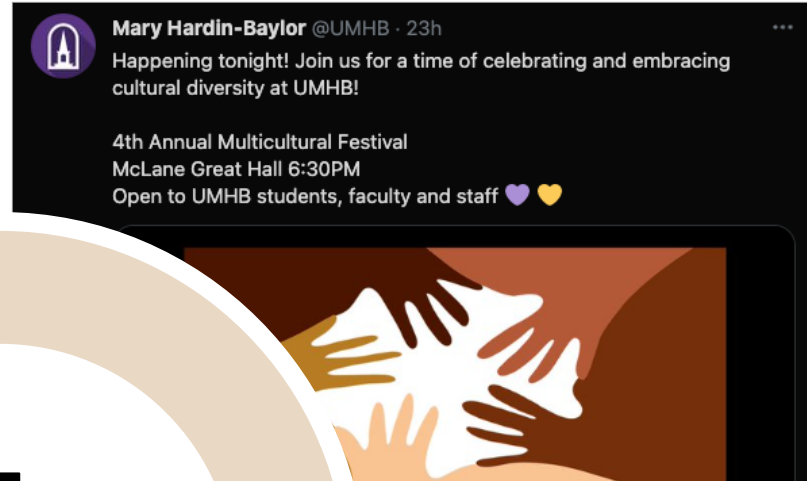 Mary Hardin-Baylor @UMHB · 23h
Happening tonight! Join us for a time of celebrating and embracing
cultural diversity at UMHB!
4th Annual Multicultural Festival
McLane Great Hall 6:30PM
Open to UMHB students, faculty and staff 💜 💛